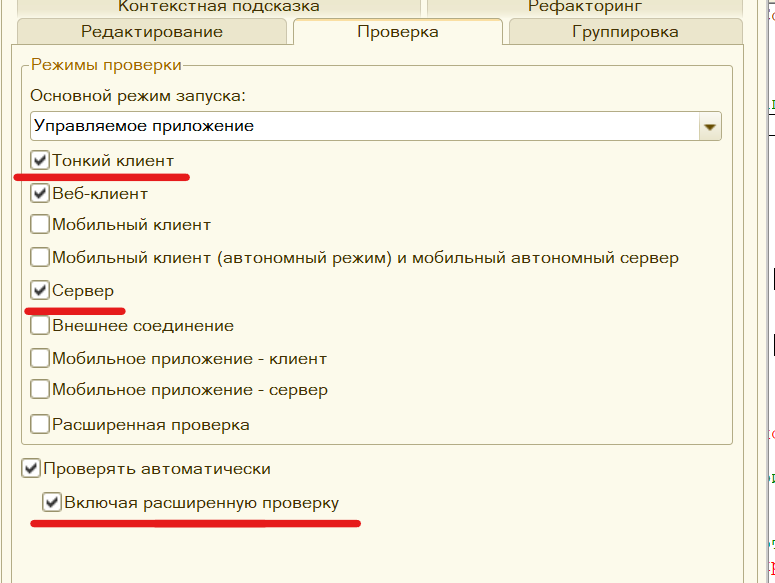 Контекстная подсказка
Рефакторинг
Редактирование
Проверка
Группировка
Режимы проверки
Основной режим запуска:
Управляемое приложение
Тонкий клиент
Веб-клиент
Мобильный клиент
Мобильный клиент (автономный режим) и мобильный автономный сервер
Сервер
Внешнее соединение
Мобильное приложение - клиент
Мобильное приложение - сервер
Расширенная проверка
Проверять автоматически
Включая расширенную проверку